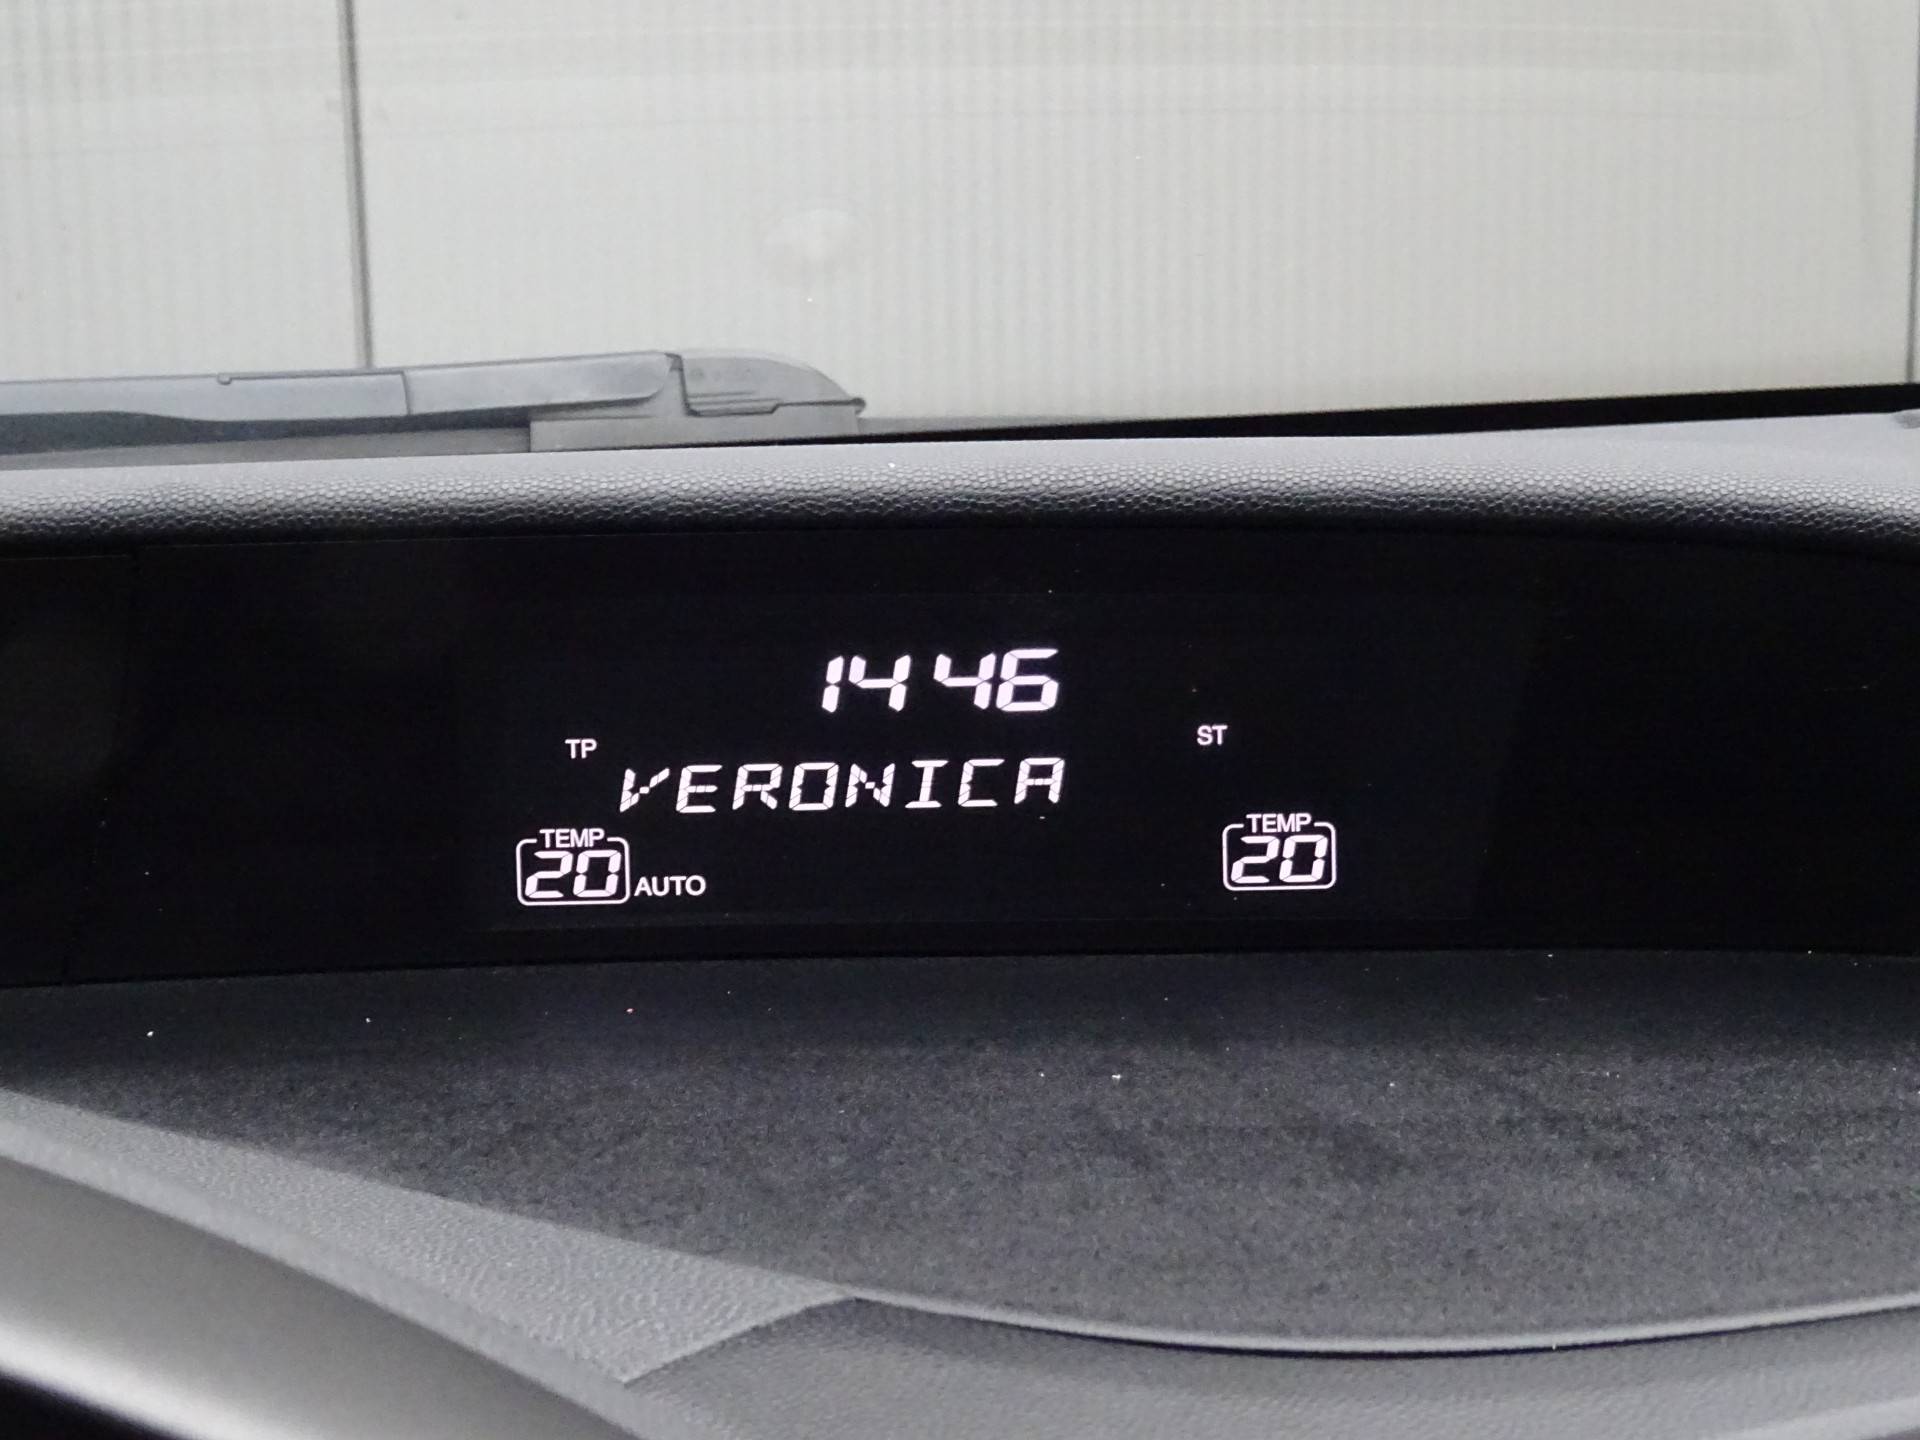 14 46
TP ST
VERONICA
TEMP TEMP
20 AUTO 20